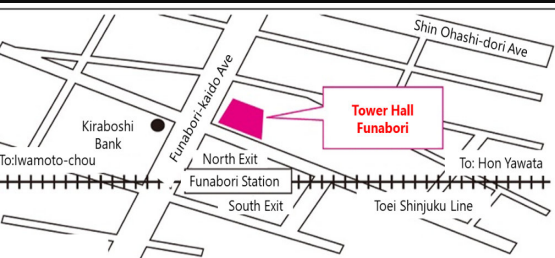 Shin Ohashi-dori Ave
Funabori-kaido Ave
Tower Hall
Funabori
Kiraboshi
Bank
To:Iwamoto-chou
North Exit
To: Hon Yawata
Funabori Station
South Exit
Toei Shinjuku Line